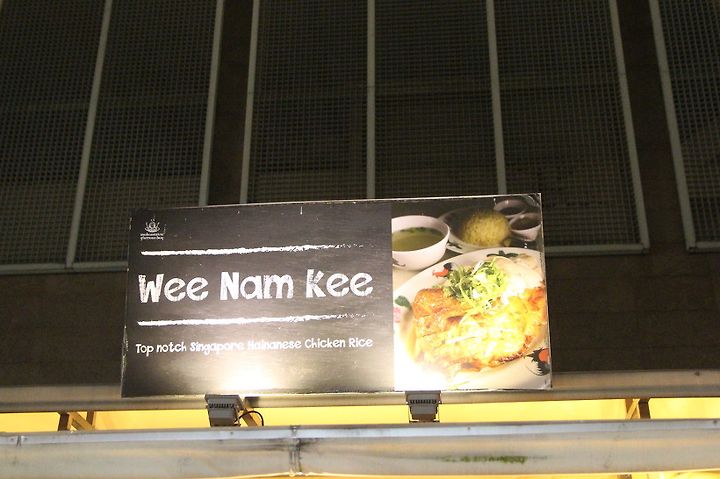 Wee Nam Kee
Top notch Singapore Hainanese Chicken Rice